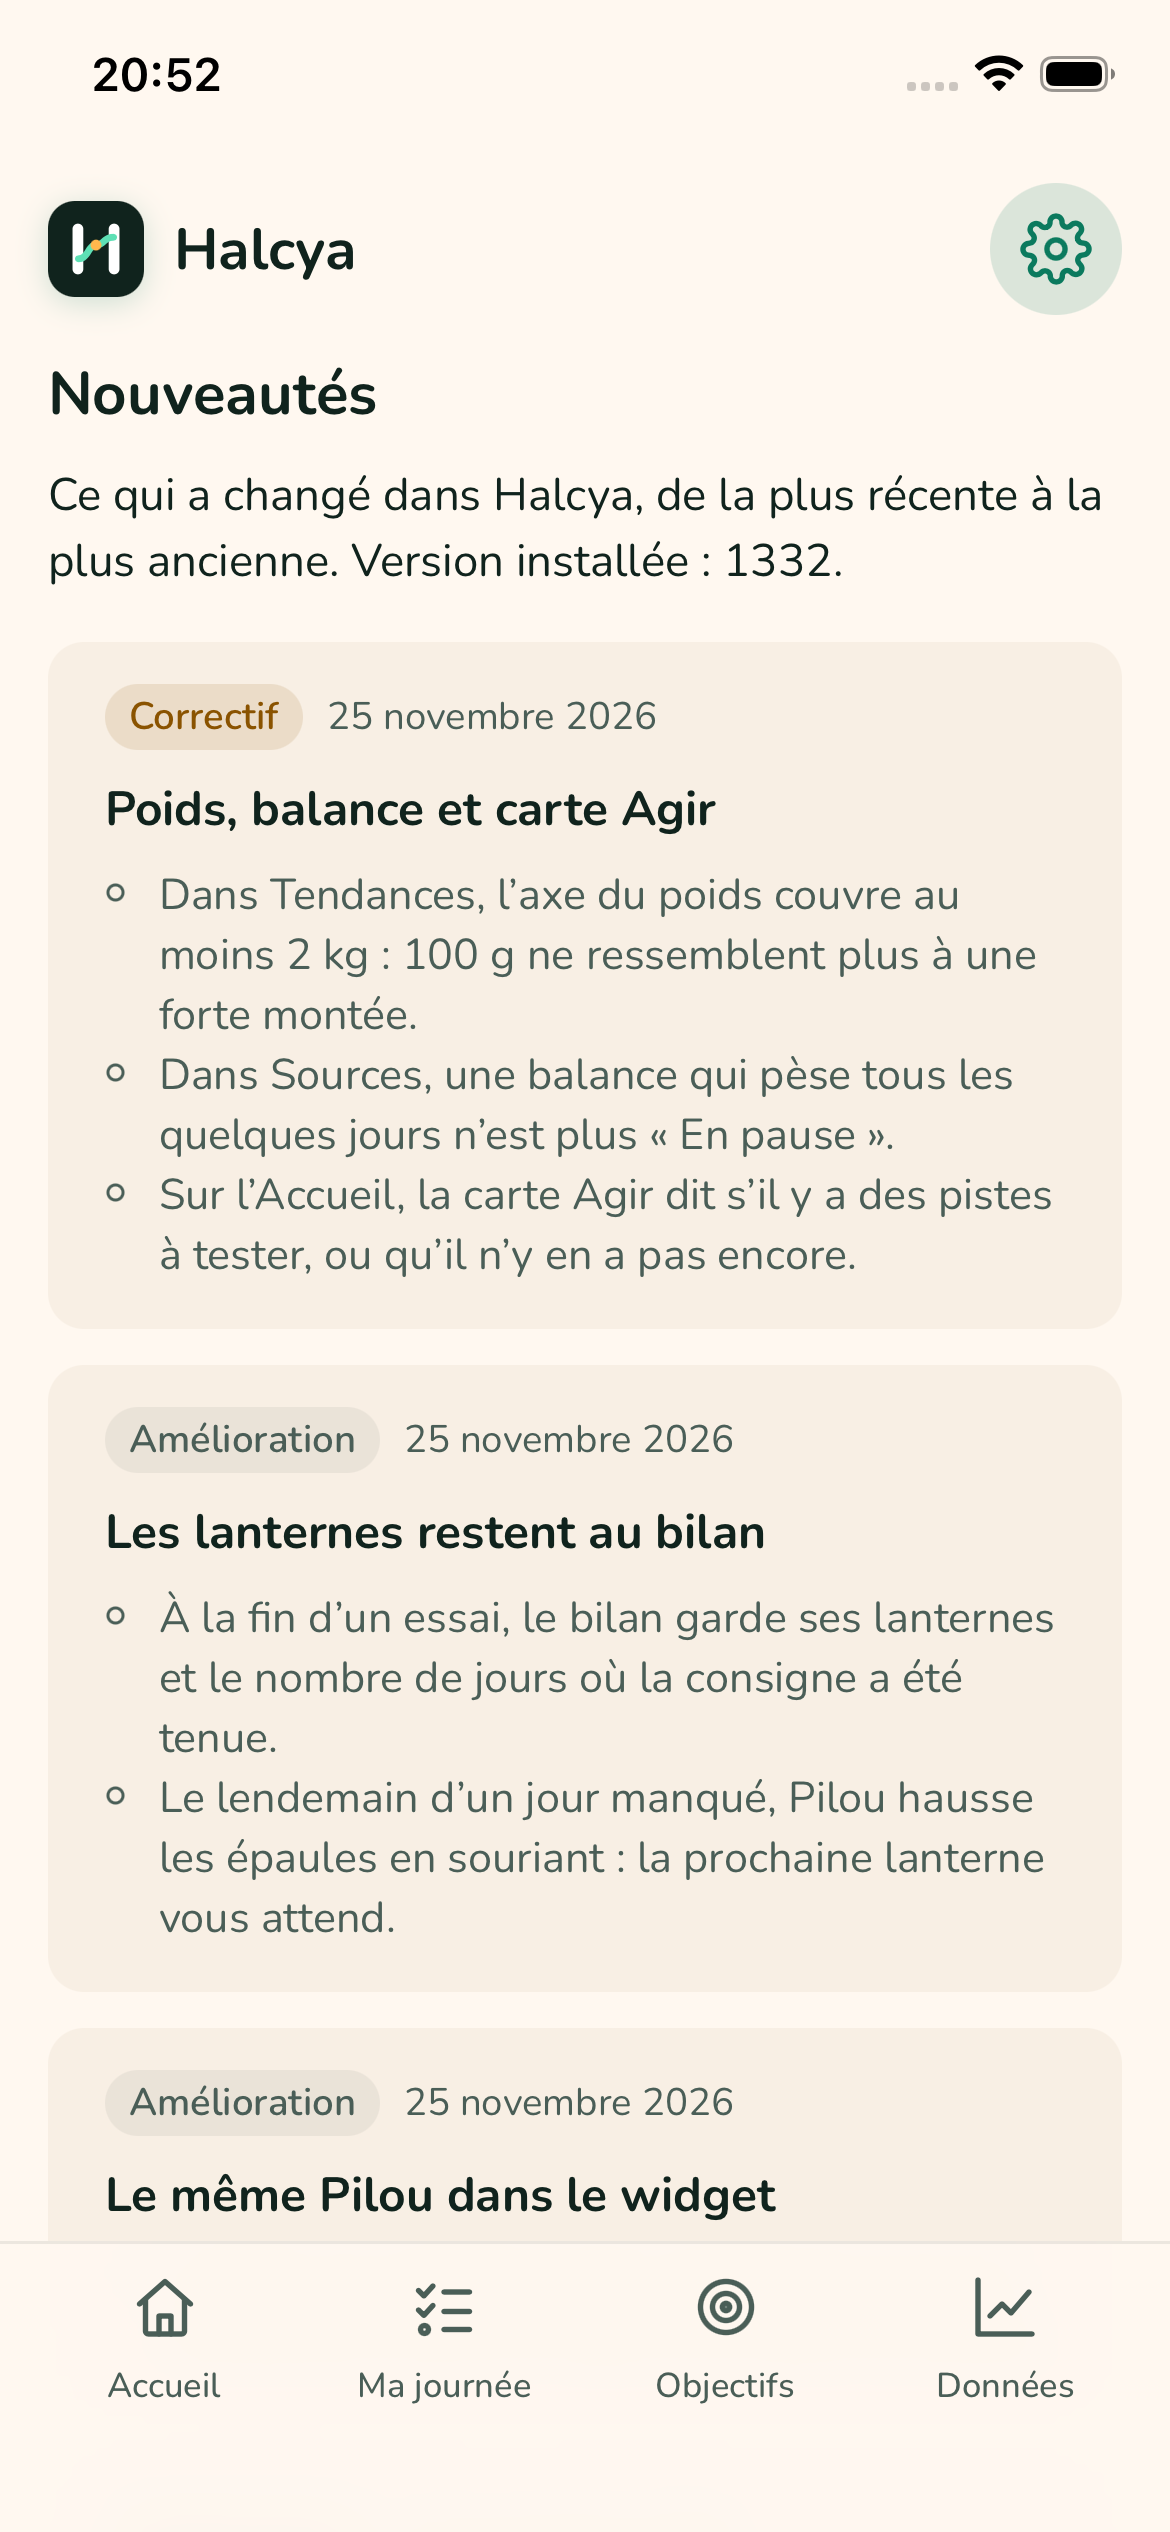 20:52
Halcya
Nouveautés
Ce qui a changé dans Halcya, de la plus récente à la
plus ancienne. Version installée : 1332.
Correctif 25 novembre 2026
Poids, balance et carte Agir
Dans Tendances, l’axe du poids couvre au
moins 2 kg : 100 g ne ressemblent plus à une
forte montée.
Dans Sources, une balance qui pèse tous les
quelques jours n’est plus « En pause ».
Sur l’Accueil, la carte Agir dit s’il y a des pistes
à tester, ou qu’il n’y en a pas encore.
Amélioration 25 novembre 2026
Les lanternes restent au bilan
À la fin d’un essai, le bilan garde ses lanternes
et le nombre de jours où la consigne a été
tenue.
Le lendemain d’un jour manqué, Pilou hausse
les épaules en souriant : la prochaine lanterne
vous attend.
Amélioration 25 novembre 2026
Le même Pilou dans le widget
Accueil Ma journée Objectifs Données